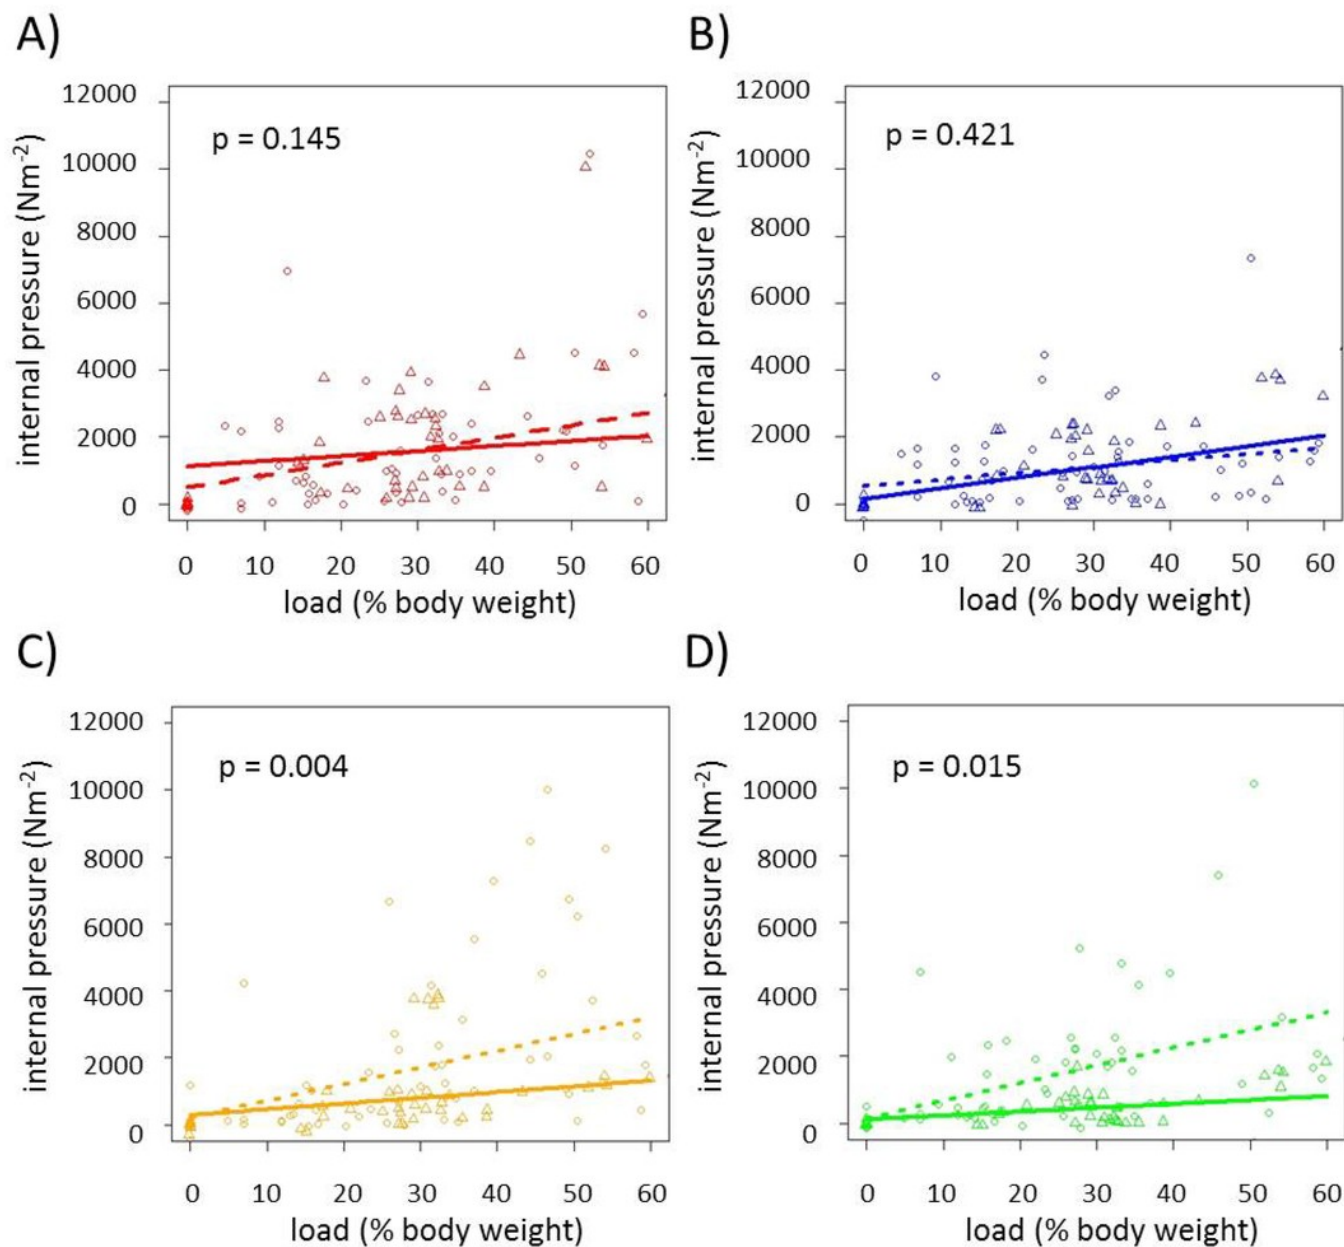 A)
B)
12000
10000
8000
6000
4000
2000
0
internal pressure (Nm⁻²)
p = 0.145
0 10 20 30 40 50 60
load (% body weight)
12000
10000
8000
6000
4000
2000
0
internal pressure (Nm⁻²)
p = 0.421
0 10 20 30 40 50 60
load (% body weight)
C)
D)
12000
10000
8000
6000
4000
2000
0
internal pressure (Nm⁻²)
p = 0.004
0 10 20 30 40 50 60
load (% body weight)
12000
10000
8000
6000
4000
2000
0
internal pressure (Nm⁻²)
p = 0.015
0 10 20 30 40 50 60
load (% body weight)